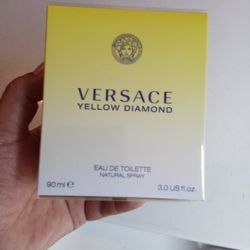 VERSACE
YELLOW DIAMOND
EAU DE TOILETTE
NATURAL SPRAY
90 ml e 3.0 US fl.oz.